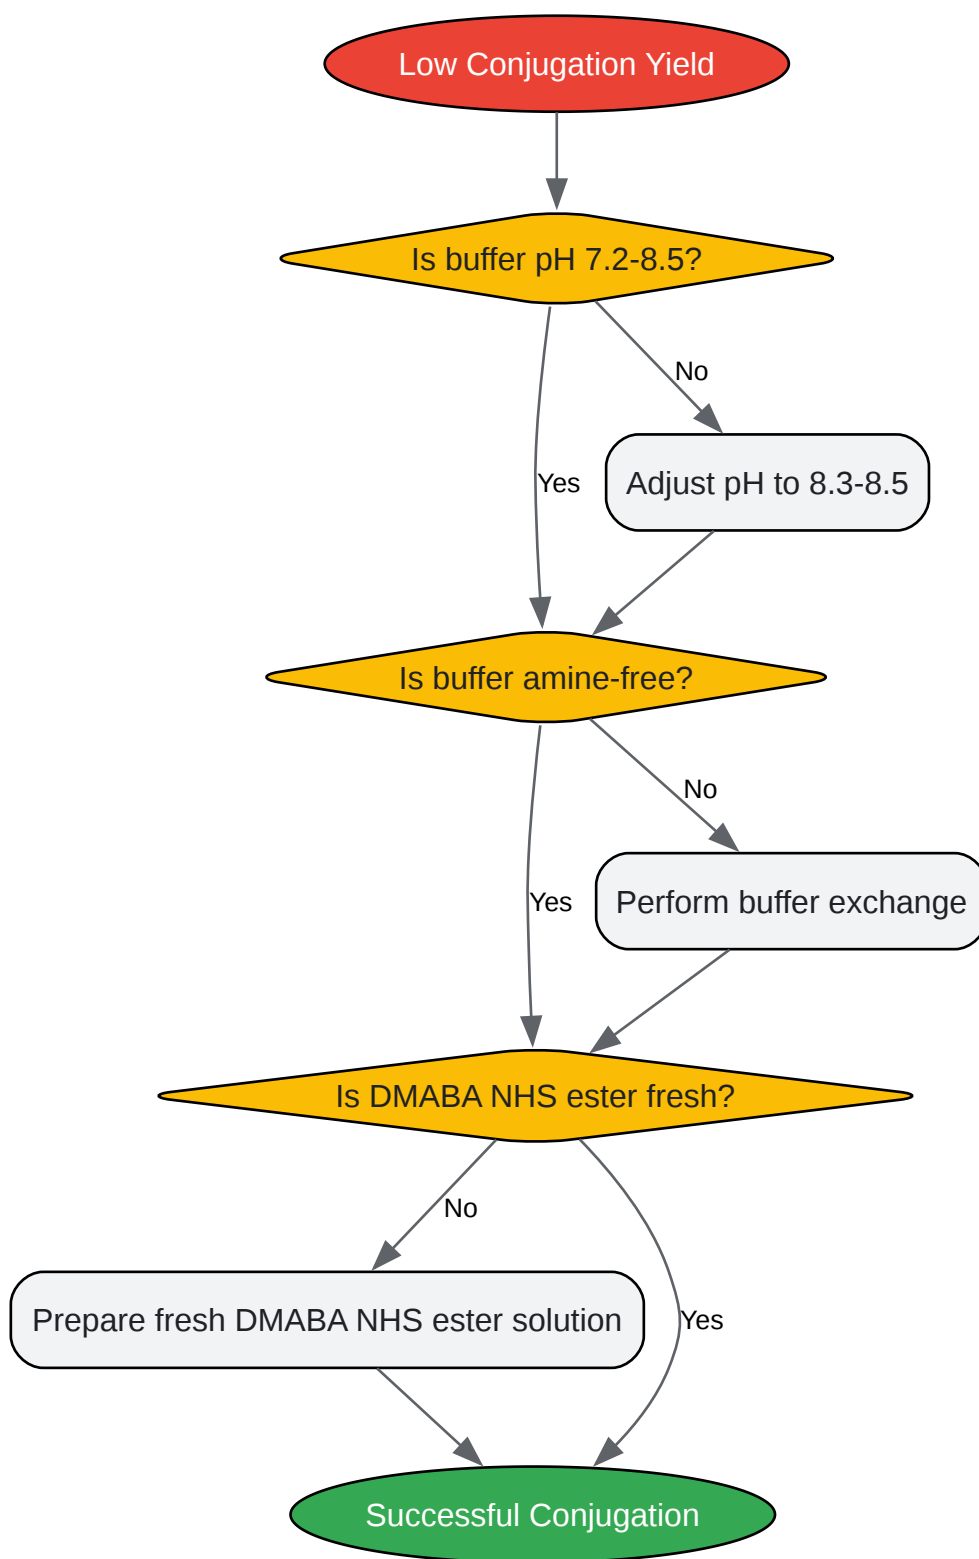 Low Conjugation Yield
Is buffer pH 7.2-8.5?
No
Yes
Adjust pH to 8.3-8.5
Is buffer amine-free?
No
Yes
Perform buffer exchange
Is DMABA NHS ester fresh?
No
Prepare fresh DMABA NHS ester solution
Yes
Successful Conjugation